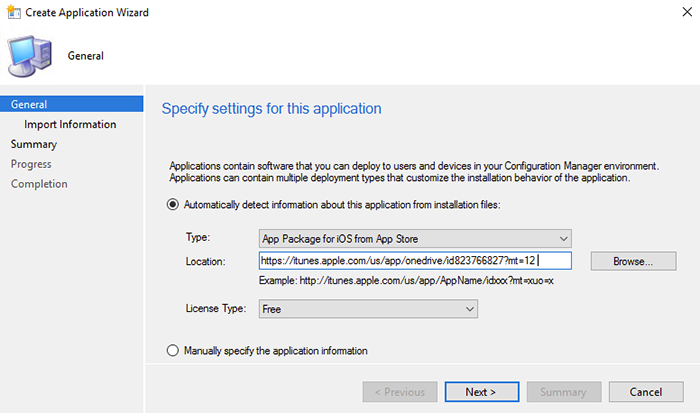 Create Application Wizard
General
General
Import Information
Summary
Progress
Completion
Specify settings for this application
Applications contain software that you can deploy to users and devices in your Configuration Manager environment.
Applications can contain multiple deployment types that customize the installation behavior of the application.
Automatically detect information about this application from installation files:
Type: App Package for iOS from App Store
Location: https://itunes.apple.com/us/app/onedrive/id823766827?mt=12 Browse...
Example: http://itunes.apple.com/us/app/AppName/idxxx?mt=xuo=x
License Type: Free
Manually specify the application information
< Previous Next > Summary Cancel